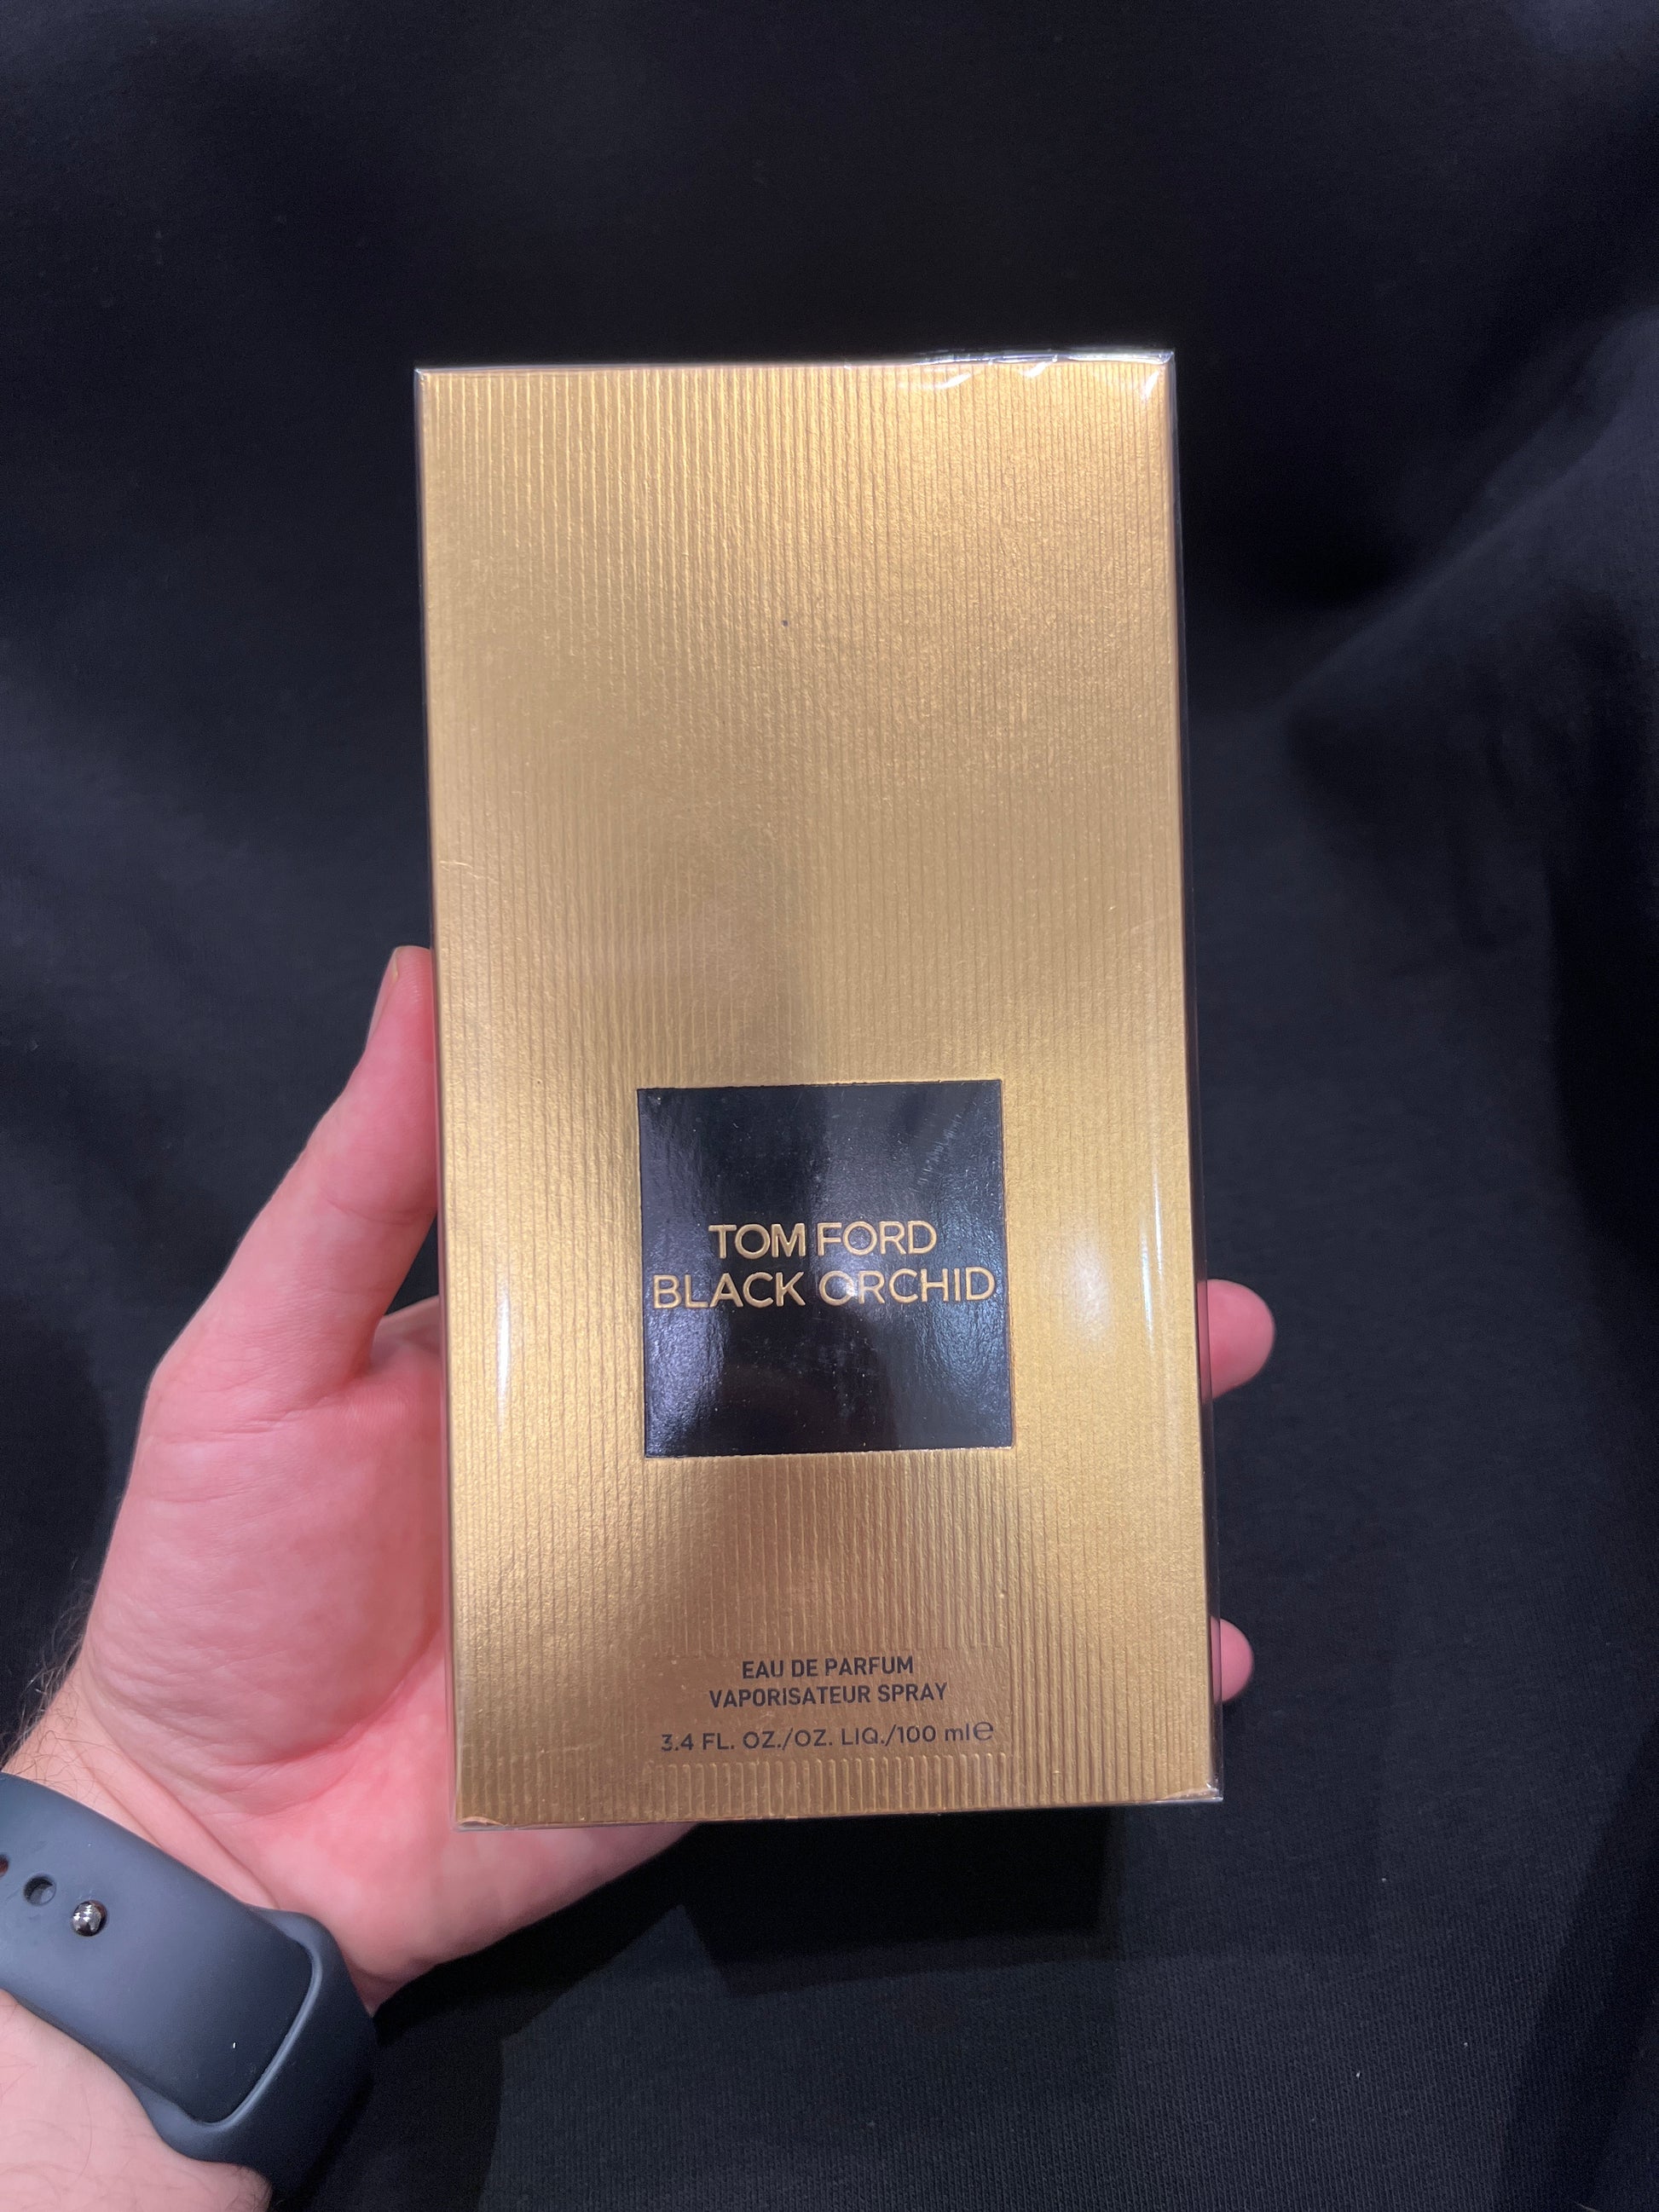 TOM FORD
BLACK ORCHID
EAU DE PARFUM
VAPORISATEUR SPRAY
3.4 FL. OZ./OZ. LIQ./100 ml℮